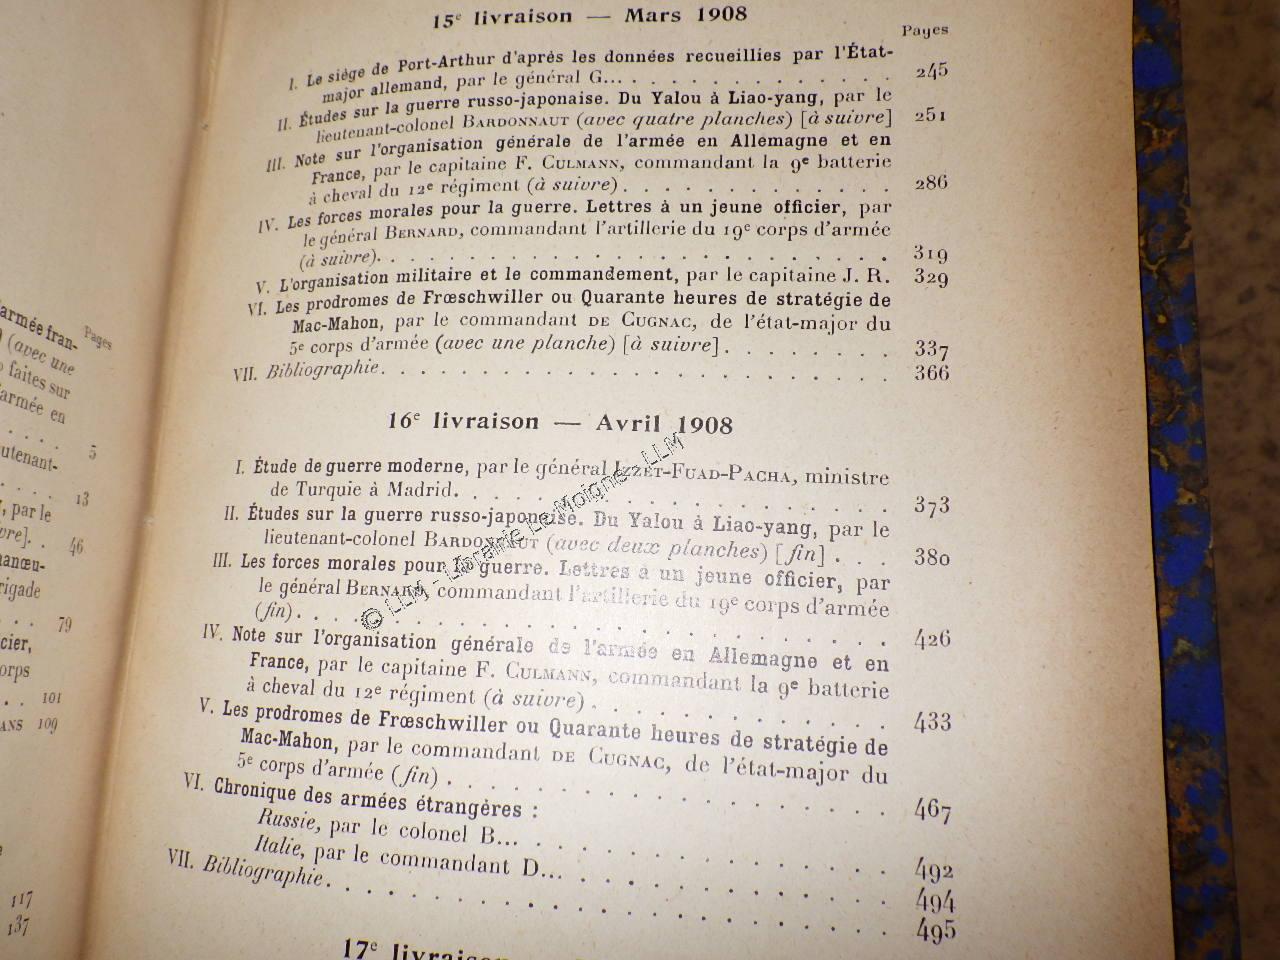 15e livraison — Mars 1908
Pages
I. Le siège de Port-Arthur d'après les données recueillies par l'État-
major allemand, par le général G... 245
II. Études sur la guerre russo-japonaise. Du Yalou à Liao-yang, par le
lieutenant-colonel BARDONNAUT (avec quatre planches) [à suivre] 251
III. Note sur l'organisation générale de l'armée en Allemagne et en
France, par le capitaine F. CULMANN, commandant la 9e batterie
à cheval du 12e régiment (à suivre) 286
IV. Les forces morales pour la guerre. Lettres à un jeune officier, par
le général BERNARD, commandant l'artillerie du 19e corps d'armée
(à suivre). 319
V. L'organisation militaire et le commandement, par le capitaine J. R. 329
VI. Les prodromes de Frœschwiller ou Quarante heures de stratégie de
Mac-Mahon, par le commandant DE CUGNAC, de l'état-major du
5e corps d'armée (avec une planche) [à suivre] 337
VII. Bibliographie 366
16e livraison — Avril 1908
I. Étude de guerre moderne, par le général IZZET-FUAD-PACHA, ministre
de Turquie à Madrid. 373
II. Études sur la guerre russo-japonaise. Du Yalou à Liao-yang, par le
lieutenant-colonel BARDONNAUT (avec deux planches) [fin] 380
III. Les forces morales pour la guerre. Lettres à un jeune officier, par
le général BERNARD, commandant l'artillerie du 19e corps d'armée
(fin). 426
IV. Note sur l'organisation générale de l'armée en Allemagne et en
France, par le capitaine F. CULMANN, commandant la 9e batterie
à cheval du 12e régiment (à suivre) 433
V. Les prodromes de Frœschwiller ou Quarante heures de stratégie de
Mac-Mahon, par le commandant DE CUGNAC, de l'état-major du
5e corps d'armée (fin) 467
VI. Chronique des armées étrangères :
Russie, par le colonel B... 492
Italie, par le commandant D... 494
VII. Bibliographie 495
17e livraison
© LLM - Librairie Le Moigne - LLM
Pages
armée fran-
(avec une
faites sur
armée en
5
utenant-
13
, par le
46
rigade
79
cier,
orps
101
ANS 109
117
137